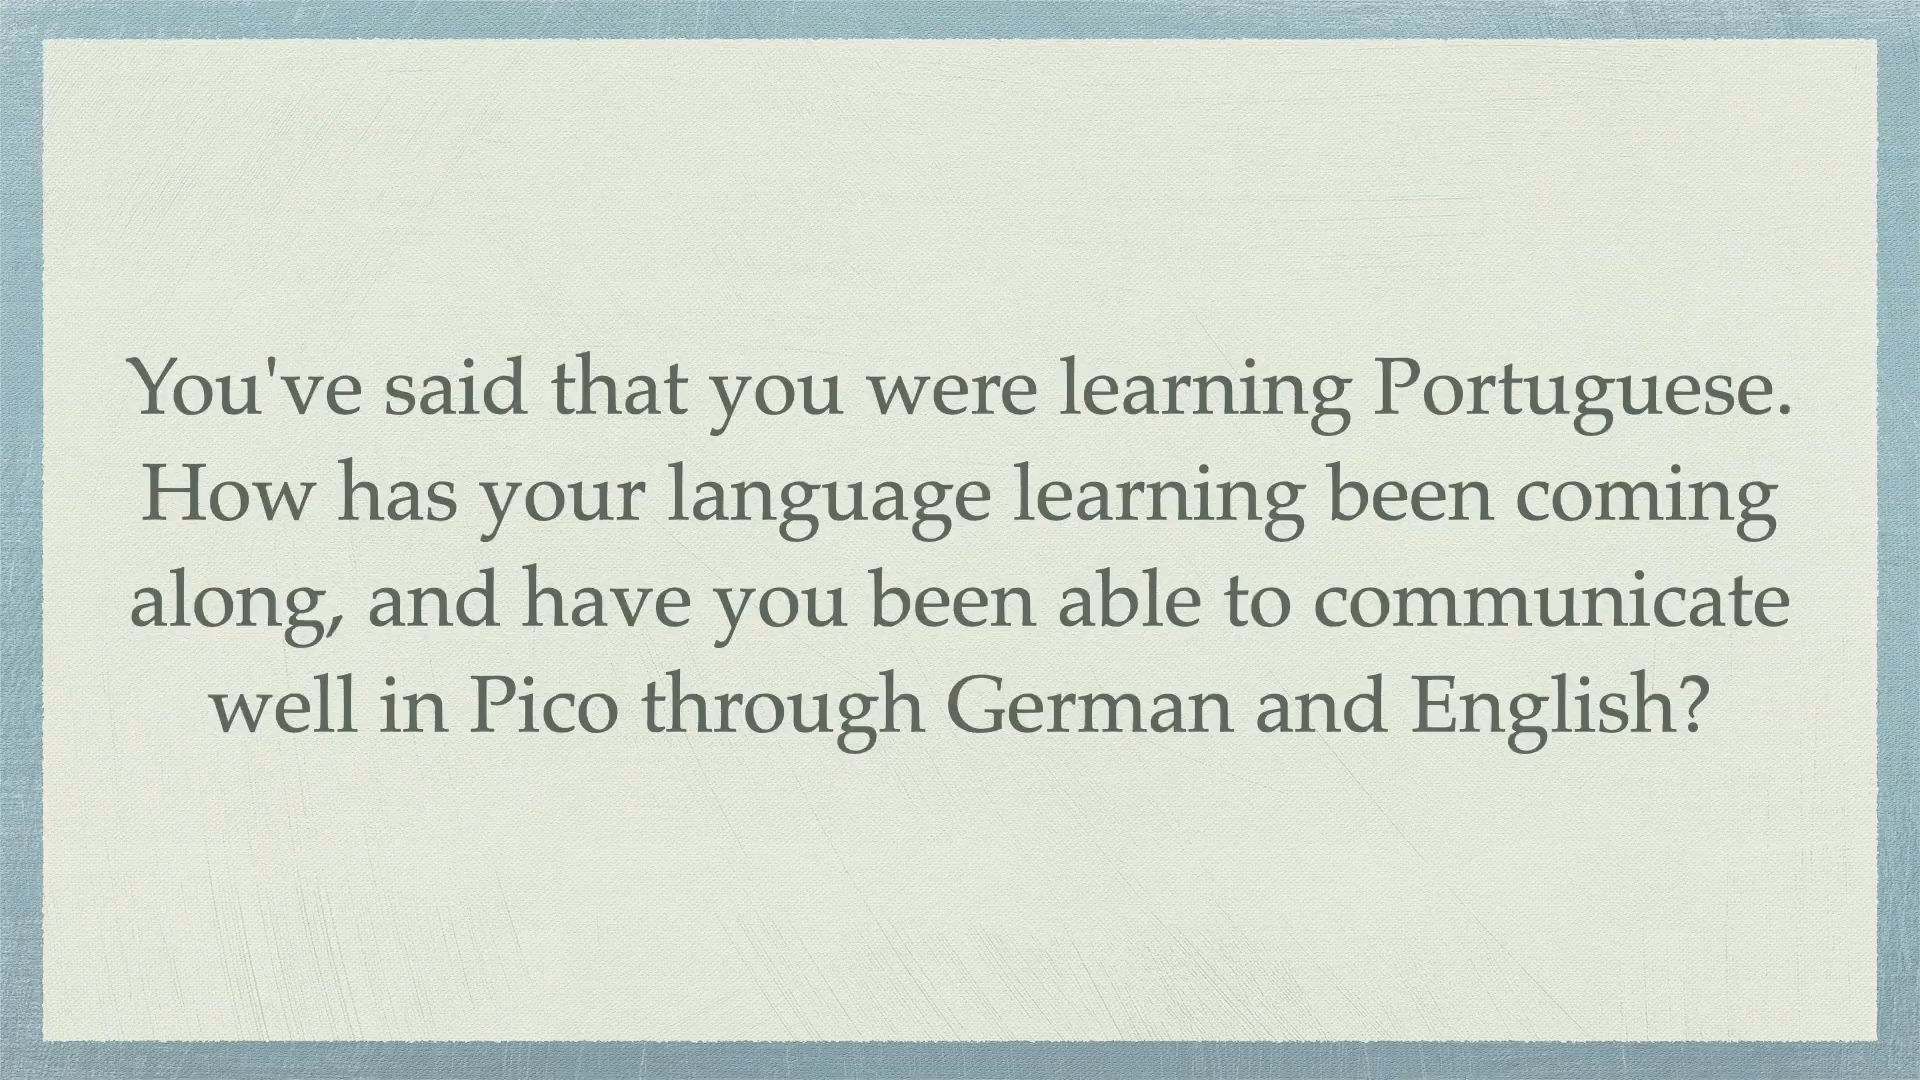 You've said that you were learning Portuguese.
How has your language learning been coming
along, and have you been able to communicate
well in Pico through German and English?